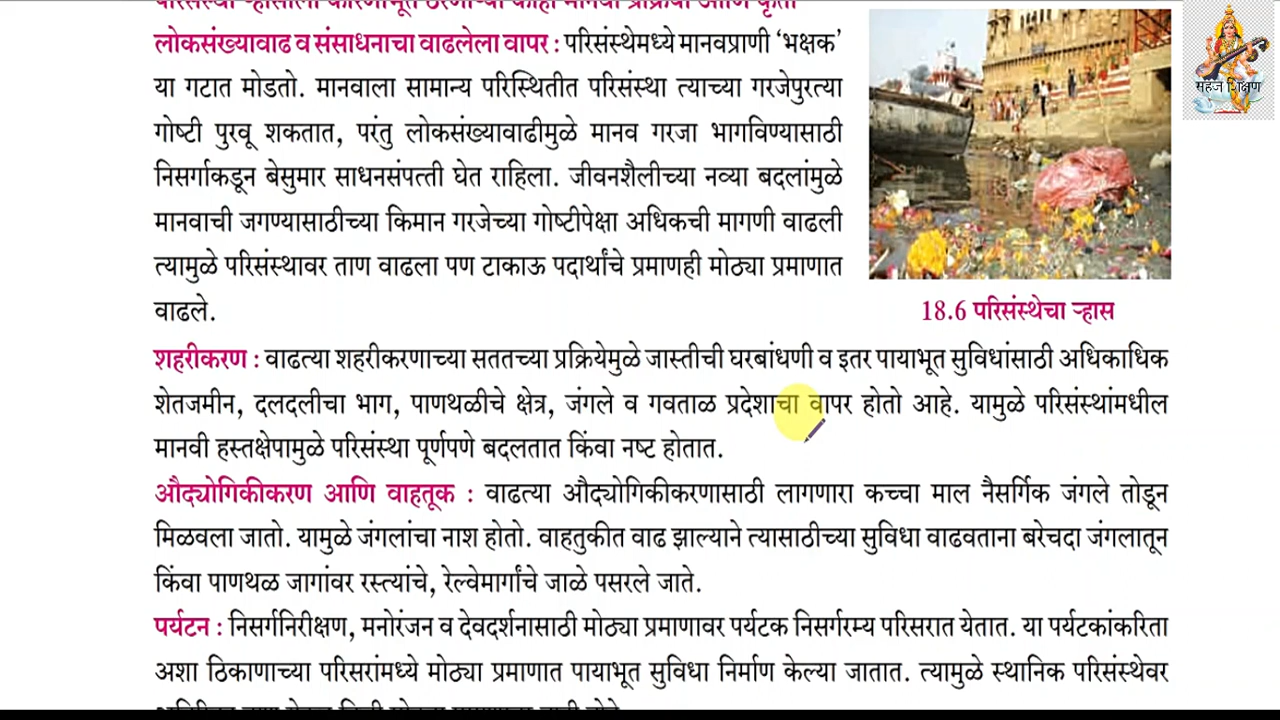 परिसंस्था ऱ्हासाला कारणीभूत ठरणाऱ्या काही मानवी प्रक्रिया आणि कृती
लोकसंख्यावाढ व संसाधनाचा वाढलेला वापर : परिसंस्थेमध्ये मानवप्राणी ‘भक्षक’
या गटात मोडतो. मानवाला सामान्य परिस्थितीत परिसंस्था त्याच्या गरजेपुरत्या
गोष्टी पुरवू शकतात, परंतु लोकसंख्यावाढीमुळे मानव गरजा भागविण्यासाठी
निसर्गाकडून बेसुमार साधनसंपत्ती घेत राहिला. जीवनशैलीच्या नव्या बदलांमुळे
मानवाची जगण्यासाठीच्या किमान गरजेच्या गोष्टीपेक्षा अधिकची मागणी वाढली
त्यामुळे परिसंस्थावर ताण वाढला पण टाकाऊ पदार्थांचे प्रमाणही मोठ्या प्रमाणात
वाढले.
सहज शिक्षण
18.6 परिसंस्थेचा ऱ्हास
शहरीकरण : वाढत्या शहरीकरणाच्या सततच्या प्रक्रियेमुळे जास्तीची घरबांधणी व इतर पायाभूत सुविधांसाठी अधिकाधिक
शेतजमीन, दलदलीचा भाग, पाणथळीचे क्षेत्र, जंगले व गवताळ प्रदेशाचा वापर होतो आहे. यामुळे परिसंस्थांमधील
मानवी हस्तक्षेपामुळे परिसंस्था पूर्णपणे बदलतात किंवा नष्ट होतात.
औद्योगिकीकरण आणि वाहतूक : वाढत्या औद्योगिकीकरणासाठी लागणारा कच्चा माल नैसर्गिक जंगले तोडून
मिळवला जातो. यामुळे जंगलांचा नाश होतो. वाहतुकीत वाढ झाल्याने त्यासाठीच्या सुविधा वाढवताना बरेचदा जंगलातून
किंवा पाणथळ जागांवर रस्त्यांचे, रेल्वेमार्गांचे जाळे पसरले जाते.
पर्यटन : निसर्गनिरीक्षण, मनोरंजन व देवदर्शनासाठी मोठ्या प्रमाणावर पर्यटक निसर्गरम्य परिसरात येतात. या पर्यटकांकरिता
अशा ठिकाणाच्या परिसरांमध्ये मोठ्या प्रमाणात पायाभूत सुविधा निर्माण केल्या जातात. त्यामुळे स्थानिक परिसंस्थेवर